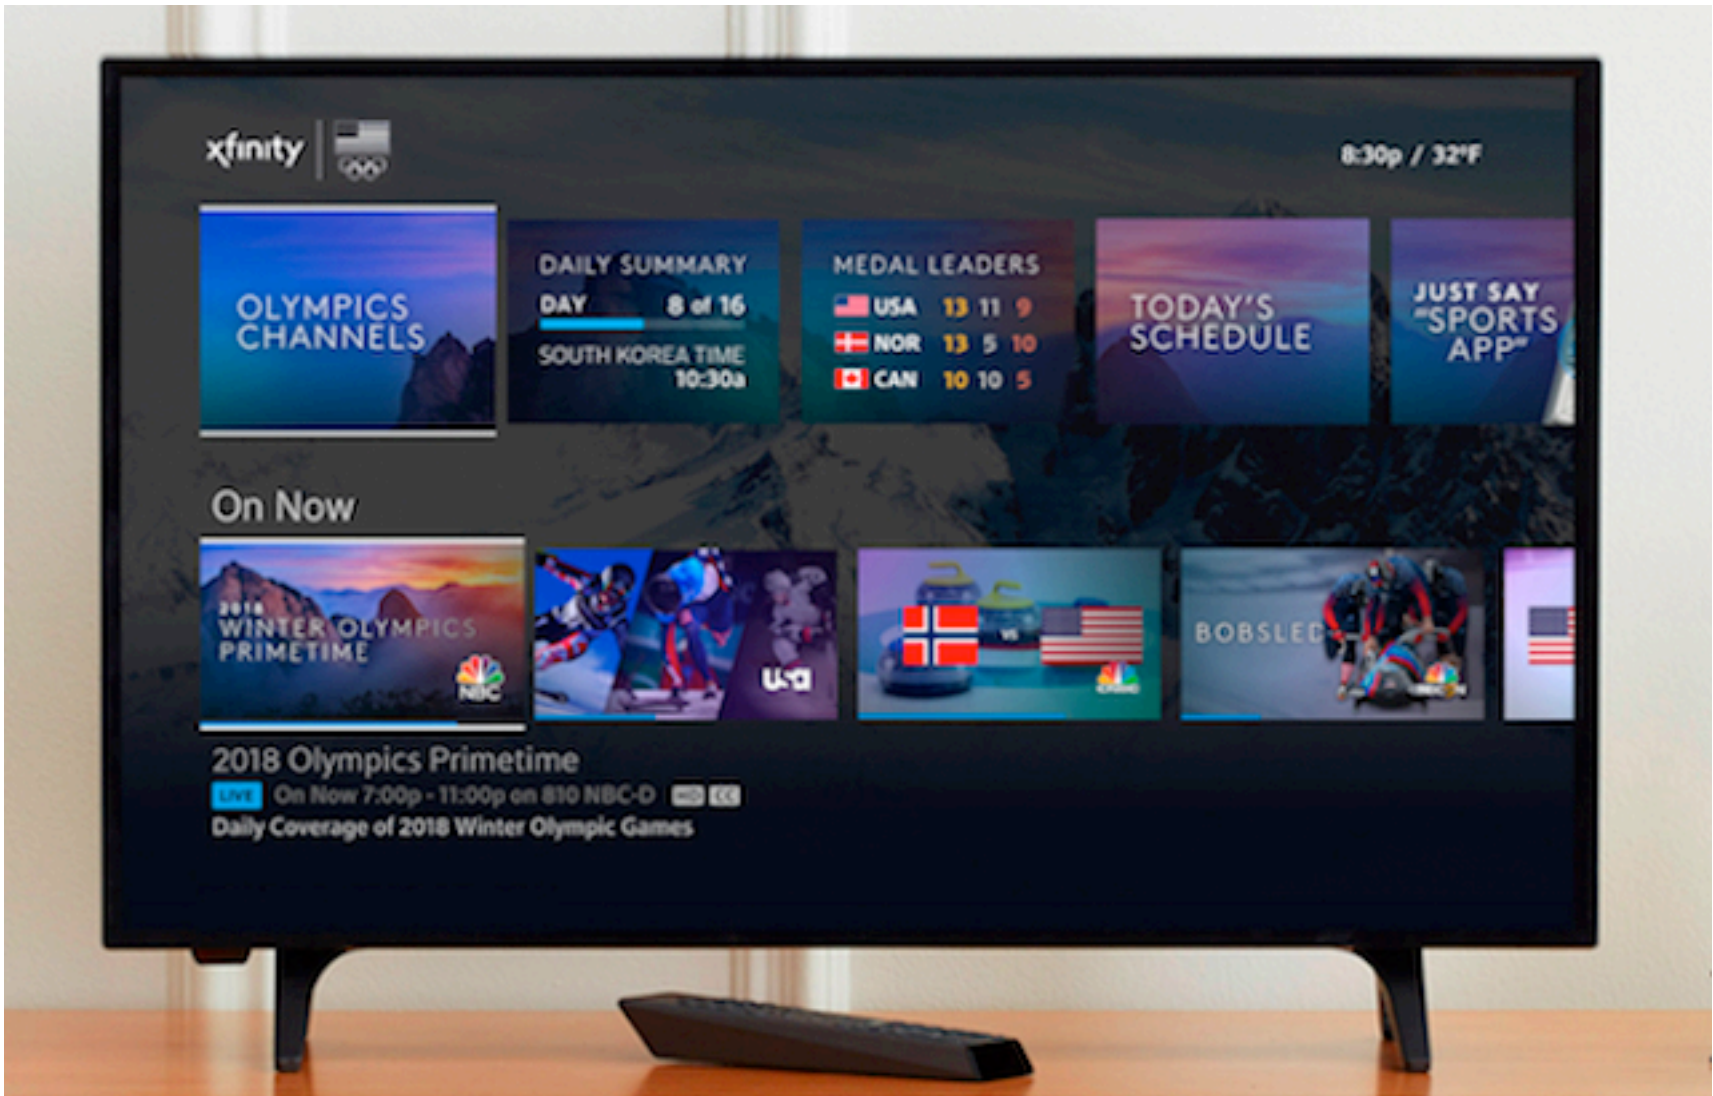 xfinity
8:30p / 32°F
OLYMPICS
CHANNELS
DAILY SUMMARY
DAY 8 of 16
SOUTH KOREA TIME
10:30a
MEDAL LEADERS
USA 13 11 9
NOR 13 5 10
CAN 10 10 5
TODAY'S
SCHEDULE
JUST SAY
"SPORTS
APP"
On Now
2018
WINTER OLYMPICS
PRIMETIME
NBC
usa
VS
CNBC
BOBSLED
2018 Olympics Primetime
LIVE On Now 7:00p - 11:00p on 810 NBC-D HD CC
Daily Coverage of 2018 Winter Olympic Games